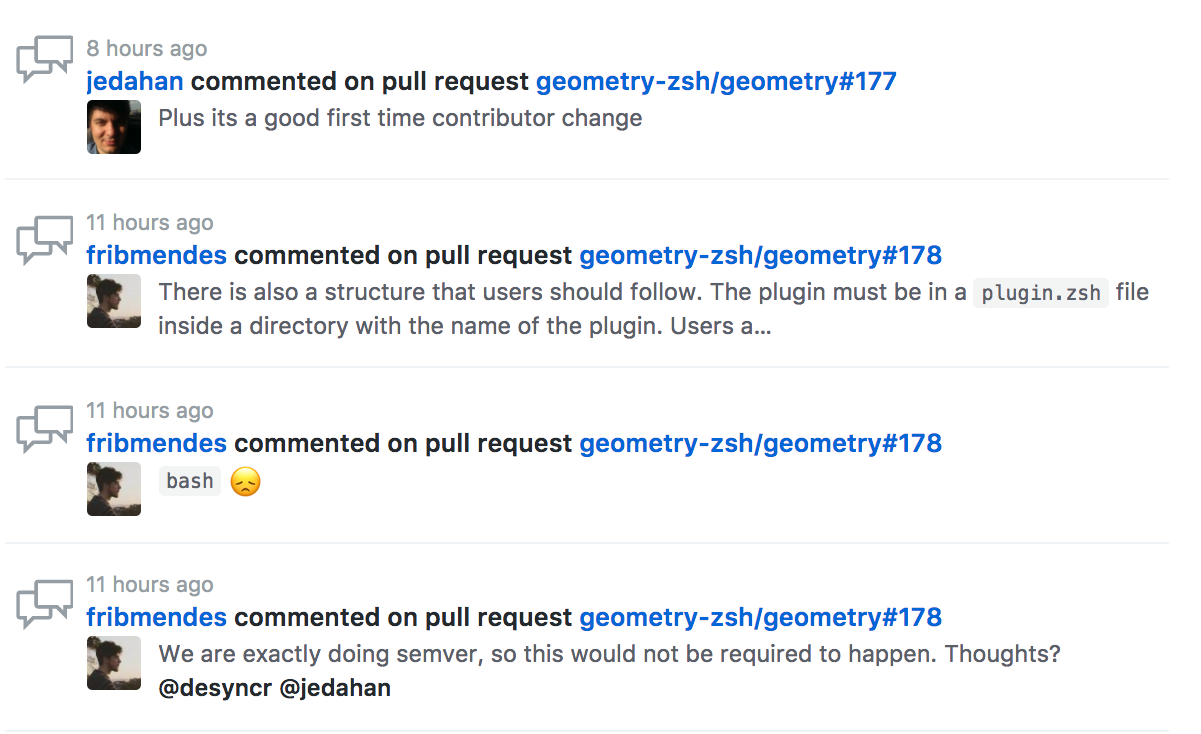 8 hours ago
jedahan commented on pull request geometry-zsh/geometry#177
Plus its a good first time contributor change
11 hours ago
fribmendes commented on pull request geometry-zsh/geometry#178
There is also a structure that users should follow. The plugin must be in a plugin.zsh file
inside a directory with the name of the plugin. Users a...
11 hours ago
fribmendes commented on pull request geometry-zsh/geometry#178
bash 😞
11 hours ago
fribmendes commented on pull request geometry-zsh/geometry#178
We are exactly doing semver, so this would not be required to happen. Thoughts?
@desyncr @jedahan